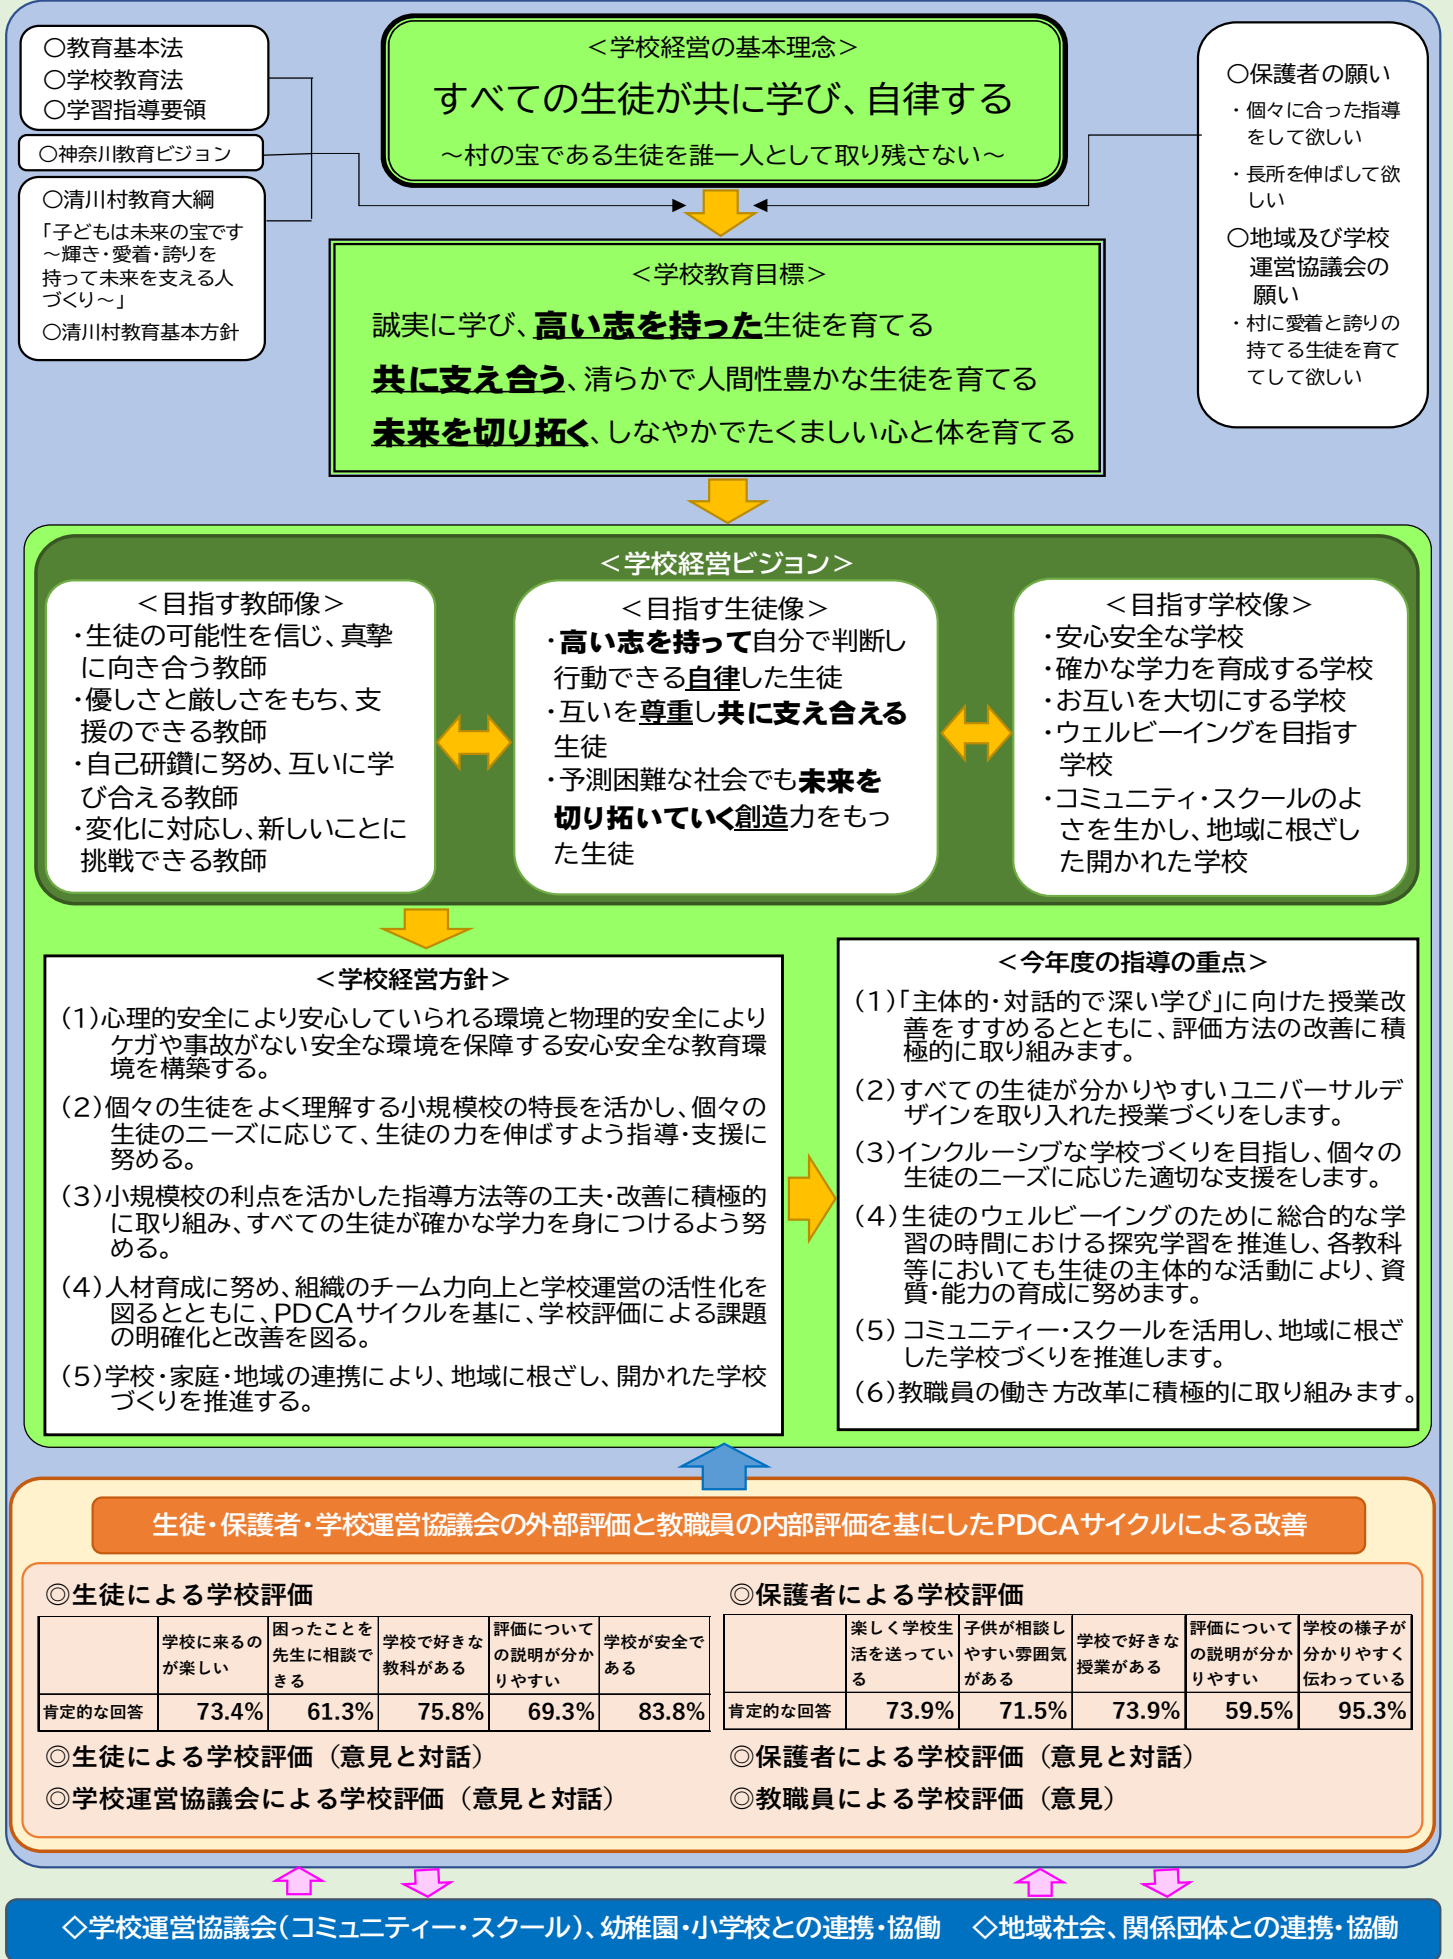 ○教育基本法
○学校教育法
○学習指導要領
○神奈川教育ビジョン
○清川村教育大綱
「子どもは未来の宝です
～輝き・愛着・誇りを
持って未来を支える人
づくり～」
○清川村教育基本方針
＜学校経営の基本理念＞
すべての生徒が共に学び、自律する
～村の宝である生徒を誰一人として取り残さない～
○保護者の願い
・個々に合った指導
をして欲しい
・長所を伸ばして欲
しい
○地域及び学校
運営協議会の
願い
・村に愛着と誇りの
持てる生徒を育て
てして欲しい
＜学校教育目標＞
誠実に学び、高い志を持った生徒を育てる
共に支え合う、清らかで人間性豊かな生徒を育てる
未来を切り拓く、しなやかでたくましい心と体を育てる
＜学校経営ビジョン＞
＜目指す教師像＞
・生徒の可能性を信じ、真摯
に向き合う教師
・優しさと厳しさをもち、支
援のできる教師
・自己研鑽に努め、互いに学
び合える教師
・変化に対応し、新しいことに
挑戦できる教師
＜目指す生徒像＞
・高い志を持って自分で判断し
行動できる自律した生徒
・互いを尊重し共に支え合える
生徒
・予測困難な社会でも未来を
切り拓いていく創造力をもっ
た生徒
＜目指す学校像＞
・安心安全な学校
・確かな学力を育成する学校
・お互いを大切にする学校
・ウェルビーイングを目指す
学校
・コミュニティ・スクールのよ
さを生かし、地域に根ざし
た開かれた学校
＜学校経営方針＞
（1）心理的安全により安心していられる環境と物理的安全により
ケガや事故がない安全な環境を保障する安心安全な教育環
境を構築する。
（2）個々の生徒をよく理解する小規模校の特長を活かし、個々の
生徒のニーズに応じて、生徒の力を伸ばすよう指導・支援に
努める。
（3）小規模校の利点を活かした指導方法等の工夫・改善に積極的
に取り組み、すべての生徒が確かな学力を身につけるよう努
める。
（4）人材育成に努め、組織のチーム力向上と学校運営の活性化を
図るとともに、PDCAサイクルを基に、学校評価による課題
の明確化と改善を図る。
（5）学校・家庭・地域の連携により、地域に根ざし、開かれた学校
づくりを推進する。
＜今年度の指導の重点＞
（1）「主体的・対話的で深い学び」に向けた授業改
善をすすめるとともに、評価方法の改善に積
極的に取り組みます。
（2）すべての生徒が分かりやすいユニバーサルデ
ザインを取り入れた授業づくりをします。
（3）インクルーシブな学校づくりを目指し、個々の
生徒のニーズに応じた適切な支援をします。
（4）生徒のウェルビーイングのために総合的な学
習の時間における探究学習を推進し、各教科
等においても生徒の主体的な活動により、資
質・能力の育成に努めます。
（5）コミュニティー・スクールを活用し、地域に根ざ
した学校づくりを推進します。
（6）教職員の働き方改革に積極的に取り組みます。
生徒・保護者・学校運営協議会の外部評価と教職員の内部評価を基にしたPDCAサイクルによる改善
◎生徒による学校評価
学校に来るのが楽しい 困ったことを先生に相談できる 学校で好きな教科がある 評価についての説明が分かりやすい 学校が安全である
肯定的な回答 73.4% 61.3% 75.8% 69.3% 83.8%
◎生徒による学校評価（意見と対話）
◎学校運営協議会による学校評価（意見と対話）
◎保護者による学校評価
楽しく学校生活を送っている 子供が相談しやすい雰囲気がある 学校で好きな授業がある 評価についての説明が分かりやすい 学校の様子が分かりやすく伝わっている
肯定的な回答 73.9% 71.5% 73.9% 59.5% 95.3%
◎保護者による学校評価（意見と対話）
◎教職員による学校評価（意見）
◇学校運営協議会（コミュニティー・スクール）、幼稚園・小学校との連携・協働 ◇地域社会、関係団体との連携・協働